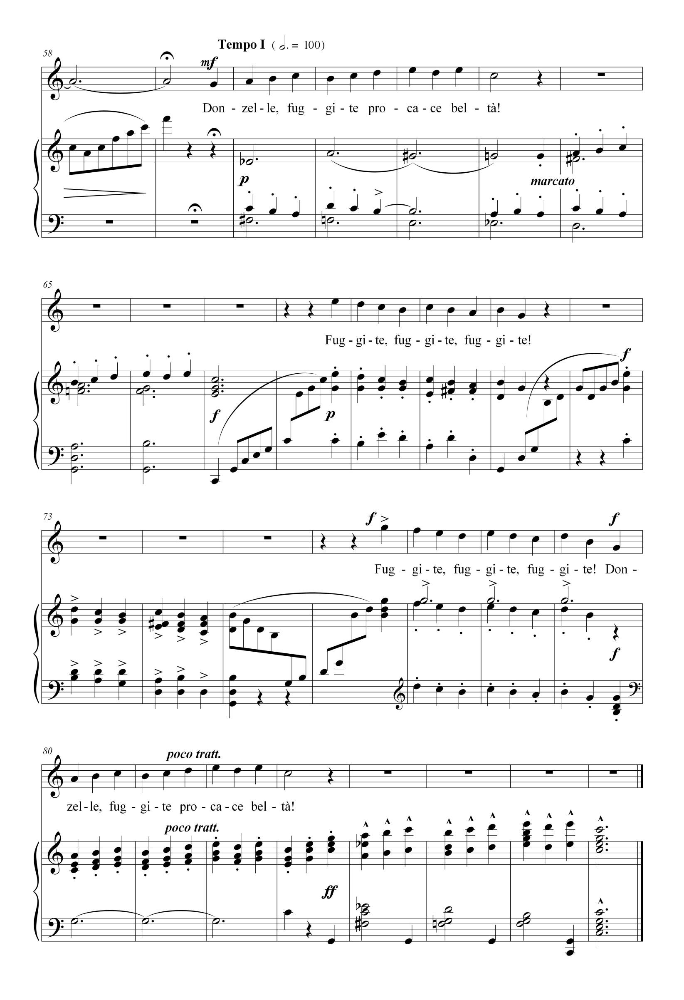 Tempo I ( 𝅗𝅥. = 100)
58
mf
Don - zel - le, fug - gi - te pro - ca - ce bel - tà!
p
marcato
65
Fug - gi - te, fug - gi - te, fug - gi - te!
f
f
p
73
f
Fug - gi - te, fug - gi - te, fug - gi - te! Don -
f
f
80
poco tratt.
zel - le, fug - gi - te pro - ca - ce bel - tà!
poco tratt.
ff